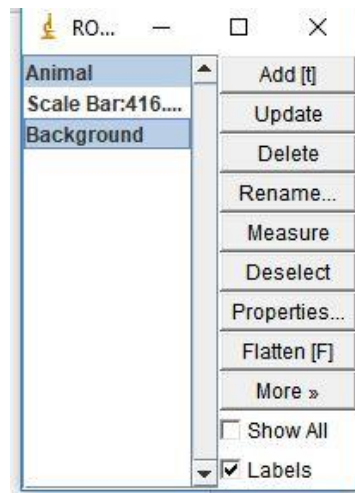 RO...
Animal
Scale Bar:416....
Background
Add [t]
Update
Delete
Rename...
Measure
Deselect
Properties...
Flatten [F]
More »
Show All
Labels